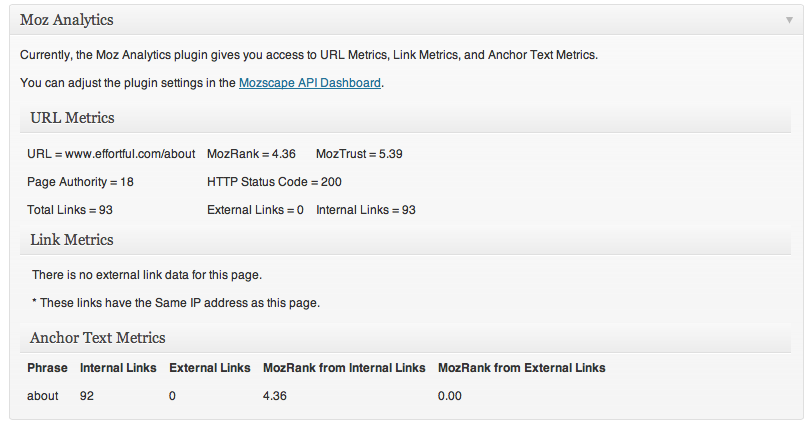 Moz Analytics
Currently, the Moz Analytics plugin gives you access to URL Metrics, Link Metrics, and Anchor Text Metrics.
You can adjust the plugin settings in the Mozscape API Dashboard.
URL Metrics
URL = www.effortful.com/about MozRank = 4.36 MozTrust = 5.39
Page Authority = 18 HTTP Status Code = 200
Total Links = 93 External Links = 0 Internal Links = 93
Link Metrics
There is no external link data for this page.
* These links have the Same IP address as this page.
Anchor Text Metrics
Phrase Internal Links External Links MozRank from Internal Links MozRank from External Links
about 92 0 4.36 0.00